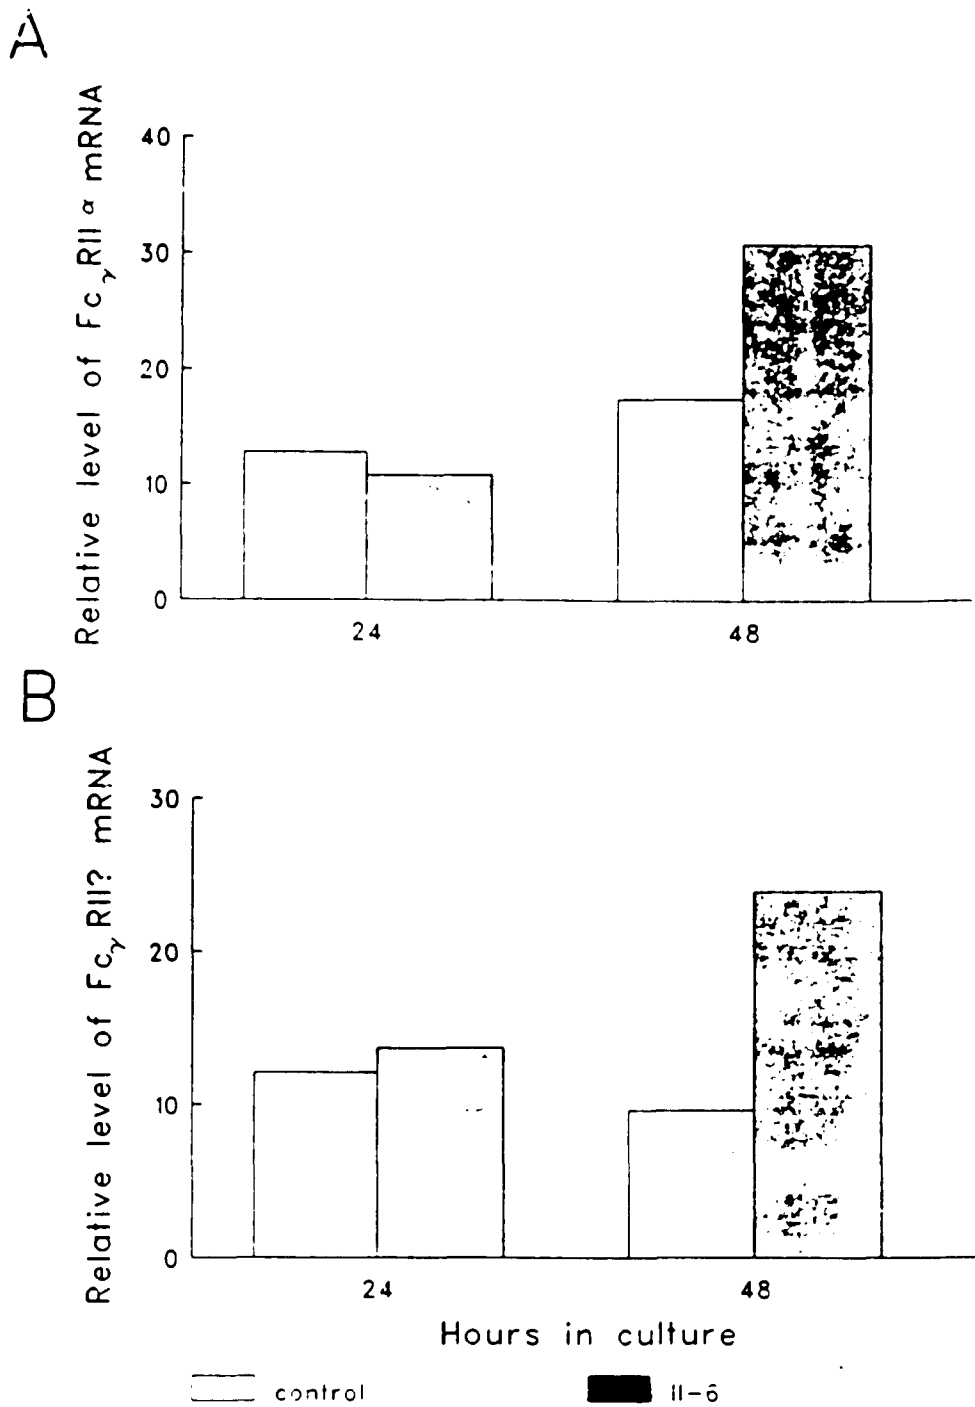 A
Relative level of Fcγ RII α mRNA
40
30
20
10
0
24
48
B
Relative level of Fcγ RII? mRNA
30
20
10
0
24
48
Hours in culture
control
Il-6